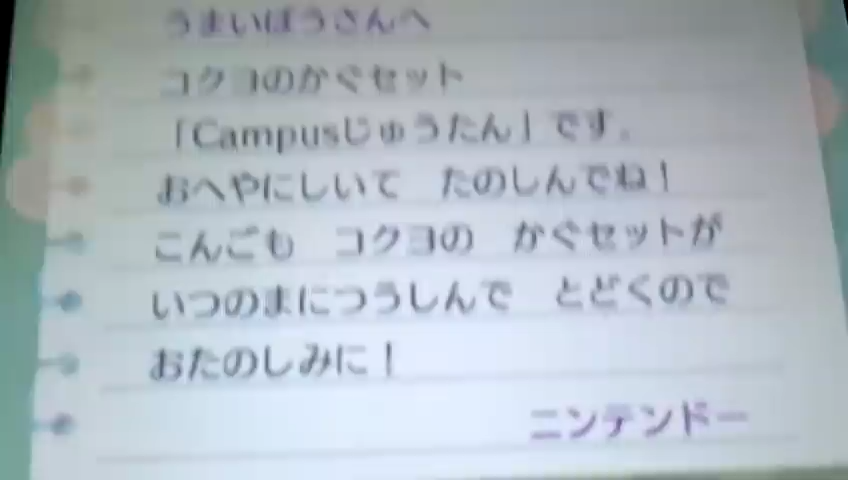 うまいぼうさんへ
コクヨのかぐセット
「Campusじゅうたん」です。
おへやにしいて　たのしんでね！
こんごも　コクヨの　かぐセットが
いつのまにつうしんで　とどくので
おたのしみに！
ニンテンドー